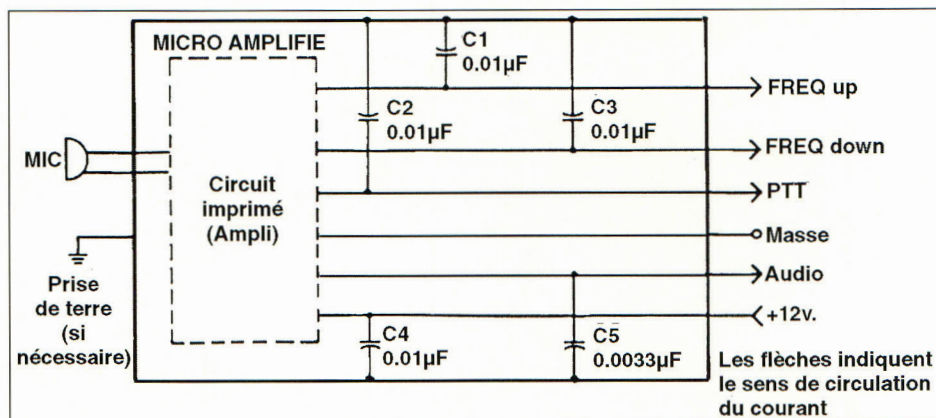 MICRO AMPLIFIE
C1
0.01µF
FREQ up
C2
0.01µF
C3
0.01µF
MIC
FREQ down
Circuit
imprimé
(Ampli)
PTT
Masse
Audio
Prise
de terre
(si
nécessaire)
+12v.
C4
0.01µF
C5
0.0033µF
Les flèches indiquent
le sens de circulation
du courant